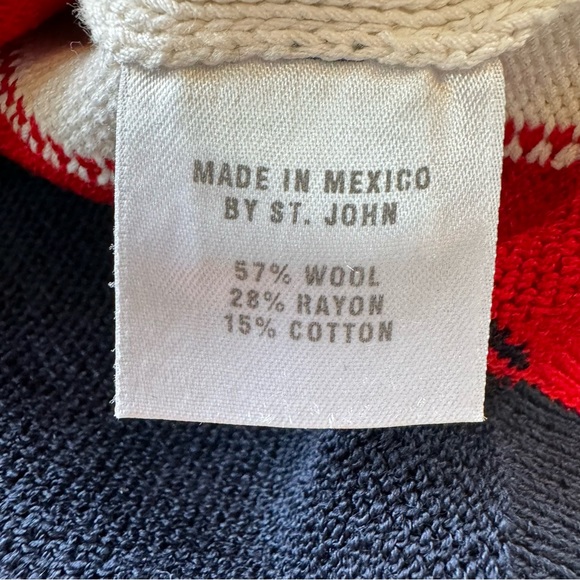 MADE IN MEXICO
BY ST. JOHN
57% WOOL
28% RAYON
15% COTTON